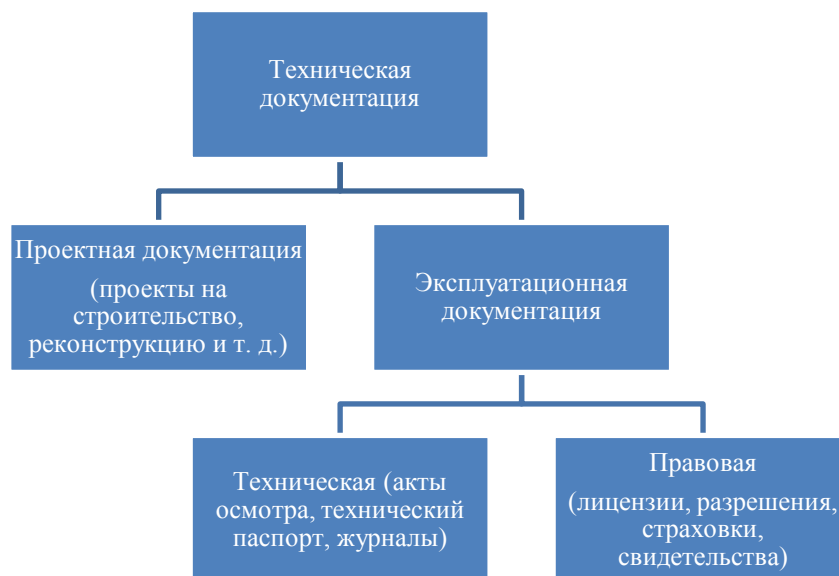 Техническая
документация
Проектная документация
(проекты на
строительство,
реконструкцию и т. д.)
Эксплуатационная
документация
Техническая (акты
осмотра, технический
паспорт, журналы)
Правовая
(лицензии, разрешения,
страховки,
свидетельства)